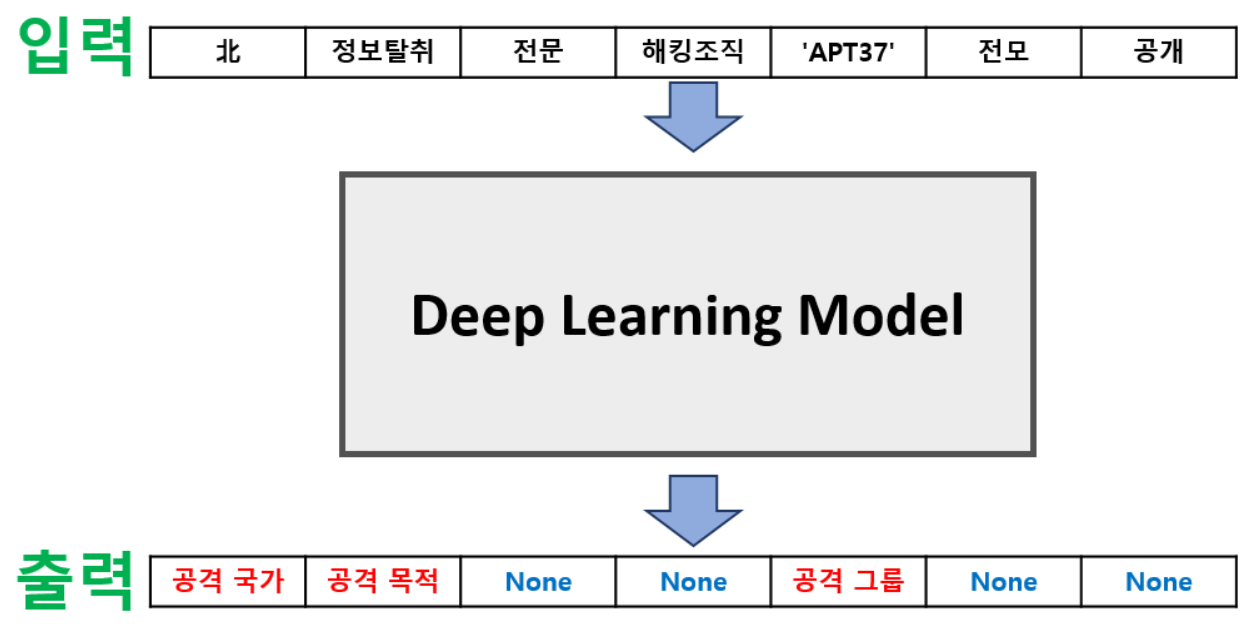 입력 北 정보탈취 전문 해킹조직 'APT37' 전모 공개
Deep Learning Model
출력 공격 국가 공격 목적 None None 공격 그룹 None None